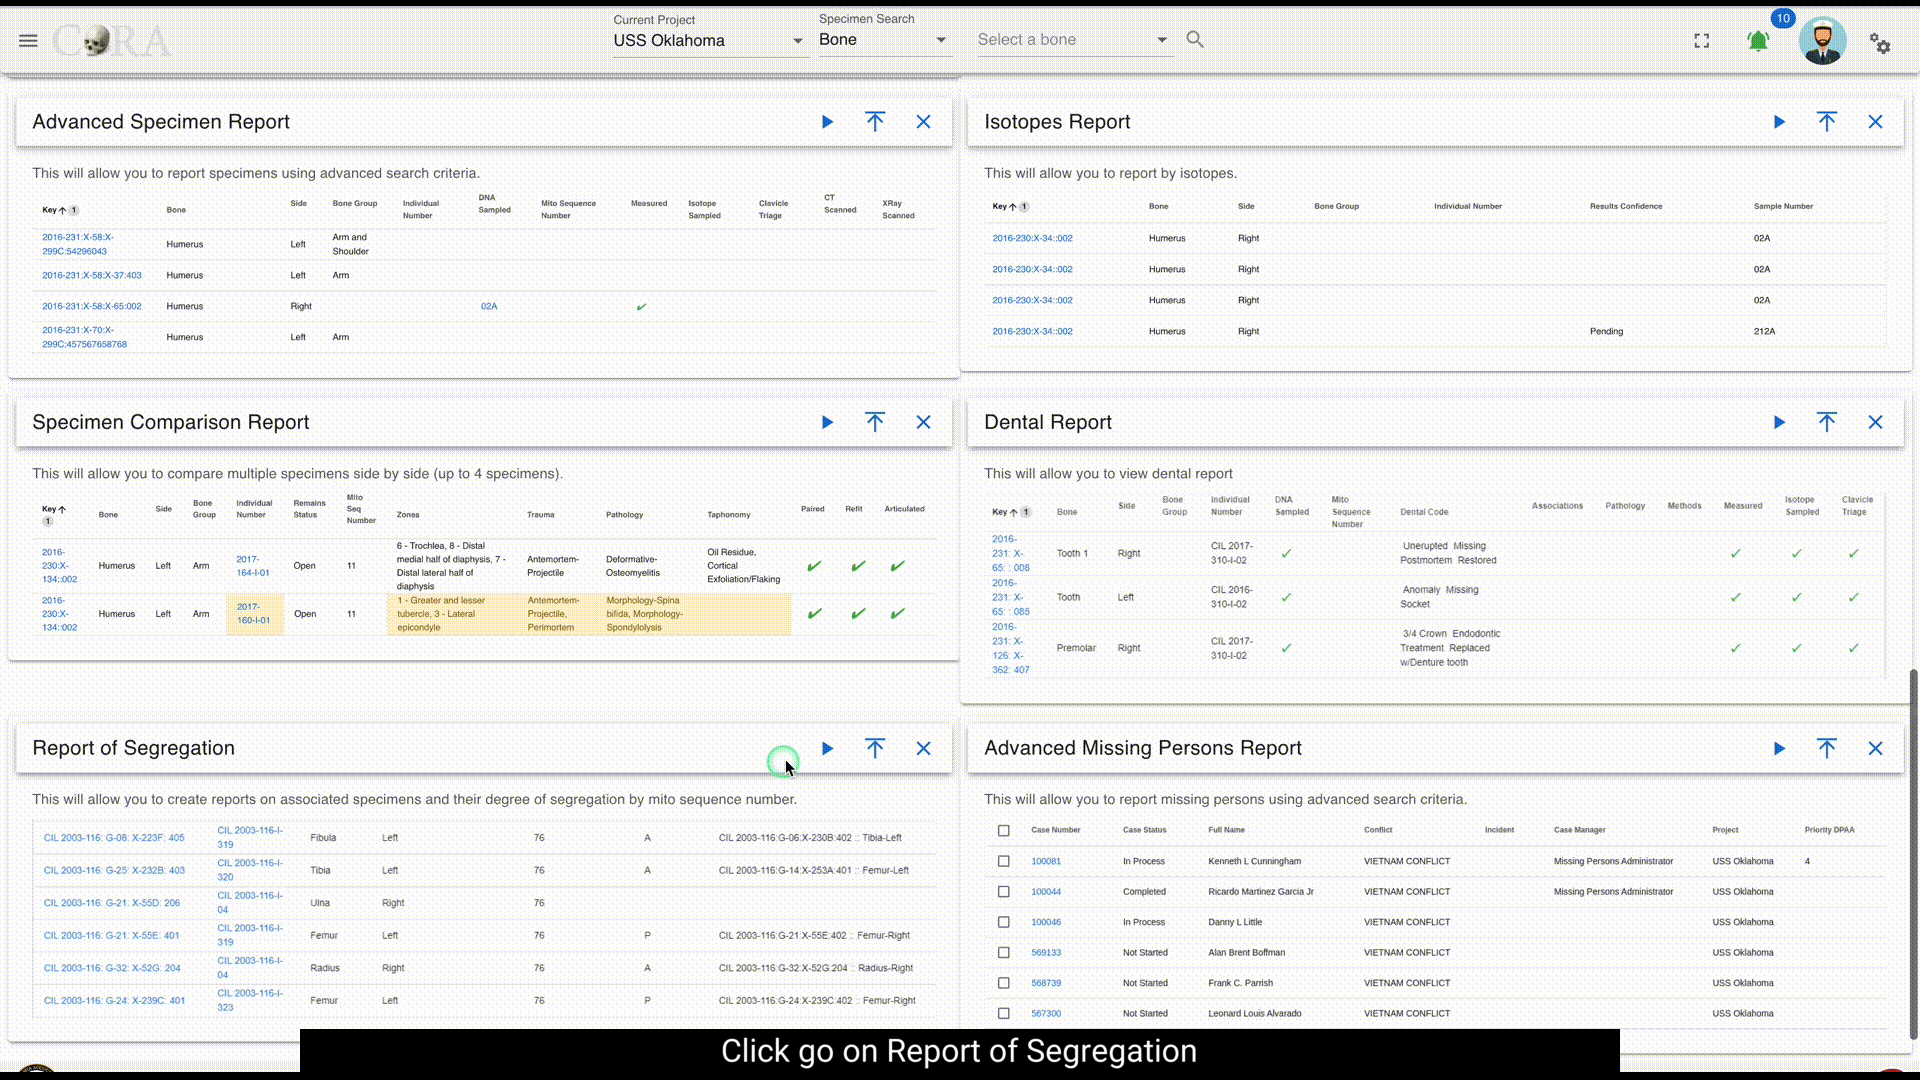 CORA
Current Project
USS Oklahoma
Specimen Search
Bone
Select a bone
10
Advanced Specimen Report
This will allow you to report specimens using advanced search criteria.
Key 1 Bone Side Bone Group Individual Number DNA Sampled Mito Sequence Number Measured Isotope Sampled Clavicle Triage CT Scanned XRay Scanned
2016-231:X-58:X-299C:54296043 Humerus Left Arm and Shoulder
2016-231:X-58:X-37:403 Humerus Left Arm
2016-231:X-58:X-65:002 Humerus Right 02A ✓
2016-231:X-70:X-299C:457567658768 Humerus Left Arm
Isotopes Report
This will allow you to report by isotopes.
Key 1 Bone Side Bone Group Individual Number Results Confidence Sample Number
2016-230:X-34::002 Humerus Right 02A
2016-230:X-34::002 Humerus Right 02A
2016-230:X-34::002 Humerus Right 02A
2016-230:X-34::002 Humerus Right Pending 212A
Specimen Comparison Report
This will allow you to compare multiple specimens side by side (up to 4 specimens).
Key 1 Bone Side Bone Group Individual Number Remains Status Mito Seq Number Zones Trauma Pathology Taphonomy Paired Refit Articulated
2016-230:X-134::002 Humerus Left Arm 2017-164-I-01 Open 11 6 - Trochlea, 8 - Distal medial half of diaphysis, 7 - Distal lateral half of diaphysis Antemortem-Projectile Deformative-Osteomyelitis Oil Residue, Cortical Exfoliation/Flaking ✓ ✓ ✓
2016-230:X-134::002 Humerus Left Arm 2017-160-I-01 Open 11 1 - Greater and lesser tubercle, 3 - Lateral epicondyle Antemortem-Projectile, Perimortem Morphology-Spina bifida, Morphology-Spondylolysis ✓ ✓ ✓
Dental Report
This will allow you to view dental report
Key 1 Bone Side Bone Group Individual Number DNA Sampled Mito Sequence Number Dental Code Associations Pathology Methods Measured Isotope Sampled Clavicle Triage
2016-231: X-65: : 008 Tooth 1 Right CIL 2017-310-I-02 ✓ Unerupted Missing Postmortem Restored ✓ ✓ ✓
2016-231: X-65: : 085 Tooth Left CIL 2016-310-I-02 ✓ Anomaly Missing Socket ✓ ✓ ✓
2016-231: X-126: X-362: 407 Premolar Right CIL 2017-310-I-02 ✓ 3/4 Crown Endodontic Treatment Replaced w/Denture tooth ✓ ✓ ✓
Report of Segregation
This will allow you to create reports on associated specimens and their degree of segregation by mito sequence number.
CIL 2003-116: G-08: X-223F: 405 CIL 2003-116-I-319 Fibula Left 76 A CIL 2003-116:G-06:X-230B:402 :: Tibia-Left
CIL 2003-116: G-25: X-232B: 403 CIL 2003-116-I-320 Tibia Left 76 A CIL 2003-116:G-14:X-253A:401 :: Femur-Left
CIL 2003-116: G-21: X-55D: 206 CIL 2003-116-I-04 Ulna Right 76
CIL 2003-116: G-21: X-55E: 401 CIL 2003-116-I-319 Femur Left 76 P CIL 2003-116:G-21:X-55E:402 :: Femur-Right
CIL 2003-116: G-32: X-52G: 204 CIL 2003-116-I-04 Radius Right 76 A CIL 2003-116:G-32:X-52G:204 :: Radius-Right
CIL 2003-116: G-24: X-239C: 401 CIL 2003-116-I-323 Femur Left 76 P CIL 2003-116:G-24:X-239C:402 :: Femur-Right
Advanced Missing Persons Report
This will allow you to report missing persons using advanced search criteria.
Case Number Case Status Full Name Conflict Incident Case Manager Project Priority DPAA
100081 In Process Kenneth L Cunningham VIETNAM CONFLICT Missing Persons Administrator USS Oklahoma 4
100044 Completed Ricardo Martinez Garcia Jr VIETNAM CONFLICT Missing Persons Administrator USS Oklahoma
100046 In Process Danny L Little VIETNAM CONFLICT USS Oklahoma
569133 Not Started Alan Brent Boffman VIETNAM CONFLICT USS Oklahoma
568739 Not Started Frank C. Parrish VIETNAM CONFLICT USS Oklahoma
567300 Not Started Leonard Louis Alvarado VIETNAM CONFLICT USS Oklahoma
Click go on Report of Segregation